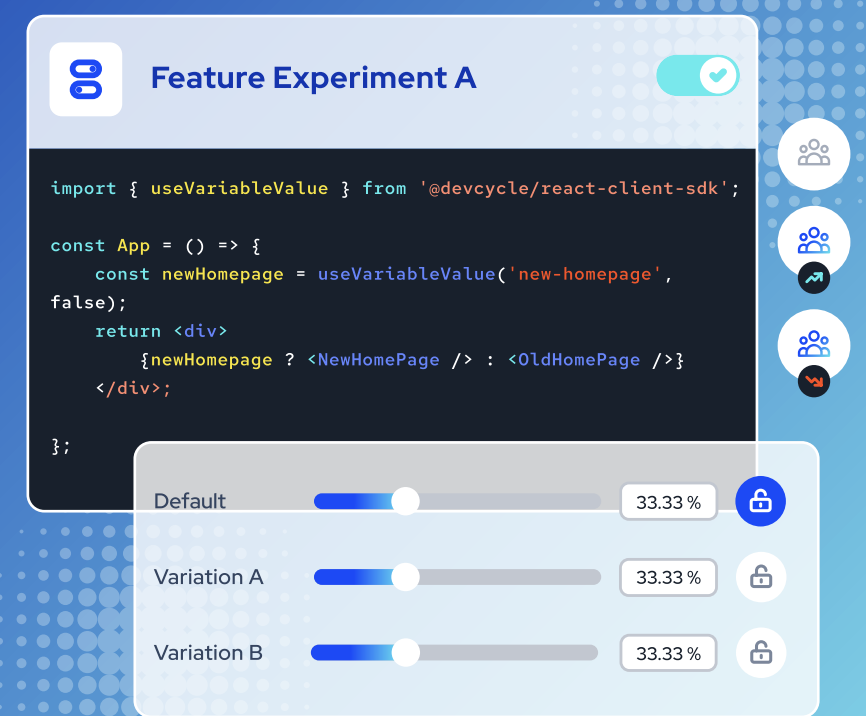 Feature Experiment A
import { useVariableValue } from '@devcycle/react-client-sdk';
const App = () => {
    const newHomepage = useVariableValue('new-homepage',
false);
    return <div>
        {newHomepage ? <NewHomePage /> : <OldHomePage />}
    </div>;
};
Default 33.33 %
Variation A 33.33 %
Variation B 33.33 %